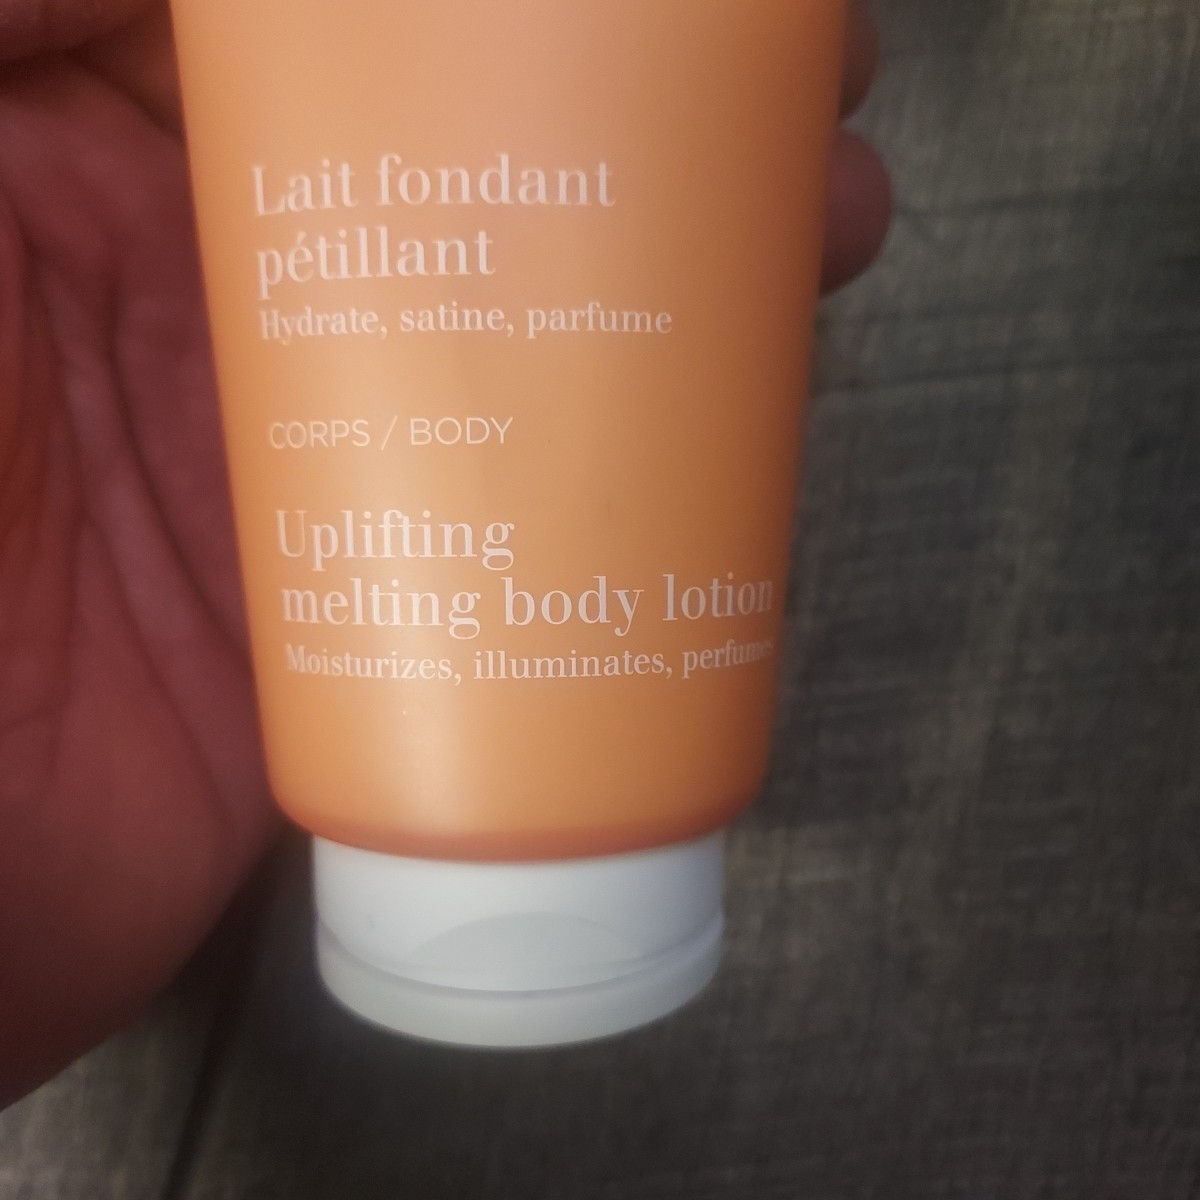 Lait fondant
pétillant
Hydrate, satine, parfume
CORPS / BODY
Uplifting
melting body lotion
Moisturizes, illuminates, perfumes